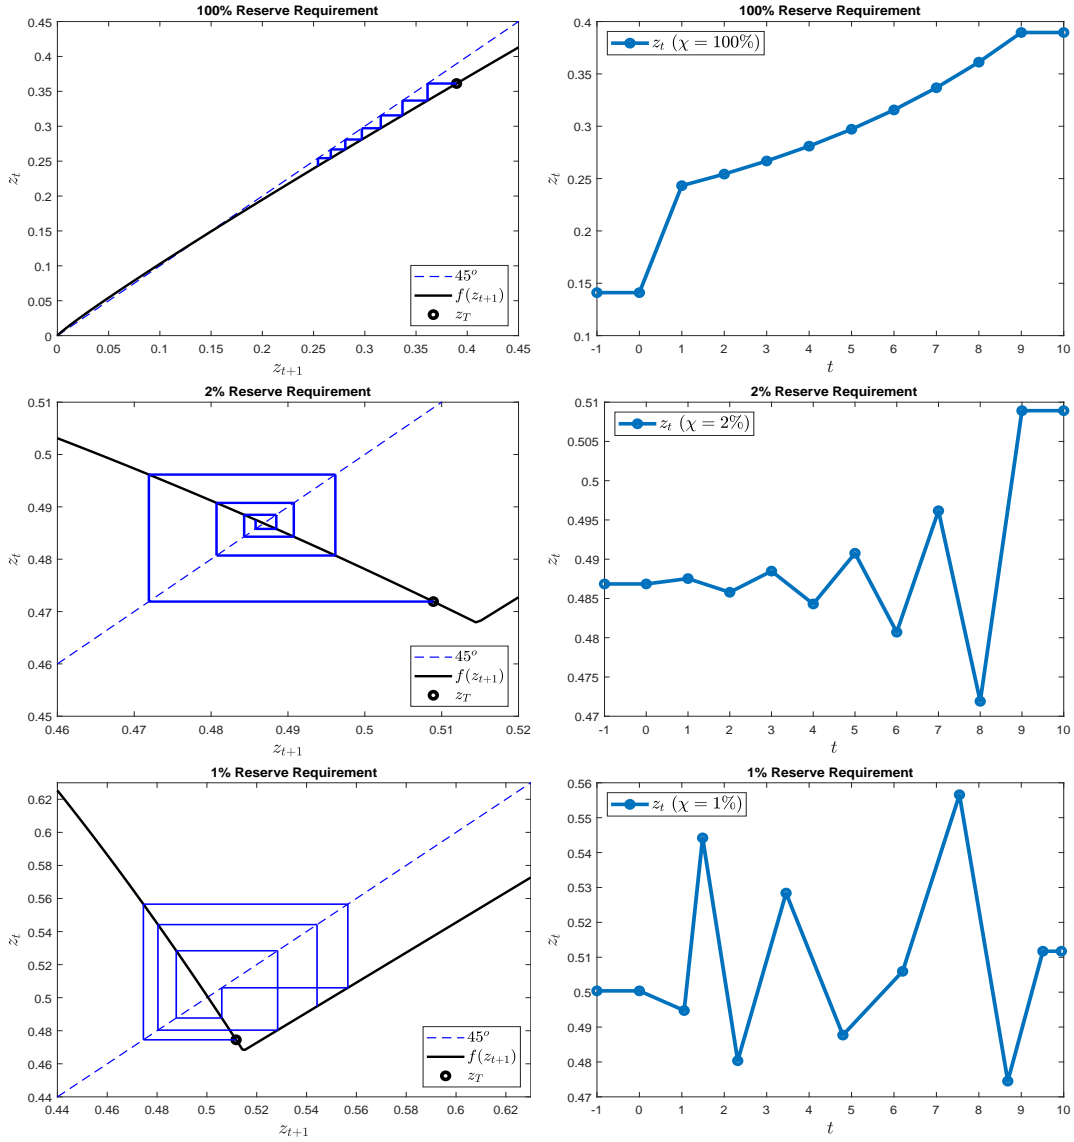 100% Reserve Requirement
0.45
0.4
0.35
0.3
0.25
0.2
0.15
0.1
0.05
0
z_t
45^o
f(z_{t+1})
z_T
0 0.05 0.1 0.15 0.2 0.25 0.3 0.35 0.4 0.45
z_{t+1}
100% Reserve Requirement
z_t (χ = 100%)
0.4
0.35
0.3
0.25
0.2
0.15
0.1
z_t
-1 0 1 2 3 4 5 6 7 8 9 10
t
2% Reserve Requirement
0.51
0.5
0.49
0.48
0.47
0.46
0.45
z_t
45^o
f(z_{t+1})
z_T
0.46 0.47 0.48 0.49 0.5 0.51 0.52
z_{t+1}
2% Reserve Requirement
z_t (χ = 2%)
0.51
0.505
0.5
0.495
0.49
0.485
0.48
0.475
0.47
z_t
-1 0 1 2 3 4 5 6 7 8 9 10
t
1% Reserve Requirement
0.62
0.6
0.58
0.56
0.54
0.52
0.5
0.48
0.46
0.44
z_t
45^o
f(z_{t+1})
z_T
0.44 0.46 0.48 0.5 0.52 0.54 0.56 0.58 0.6 0.62
z_{t+1}
1% Reserve Requirement
z_t (χ = 1%)
0.56
0.55
0.54
0.53
0.52
0.51
0.5
0.49
0.48
0.47
z_t
-1 0 1 2 3 4 5 6 7 8 9 10
t